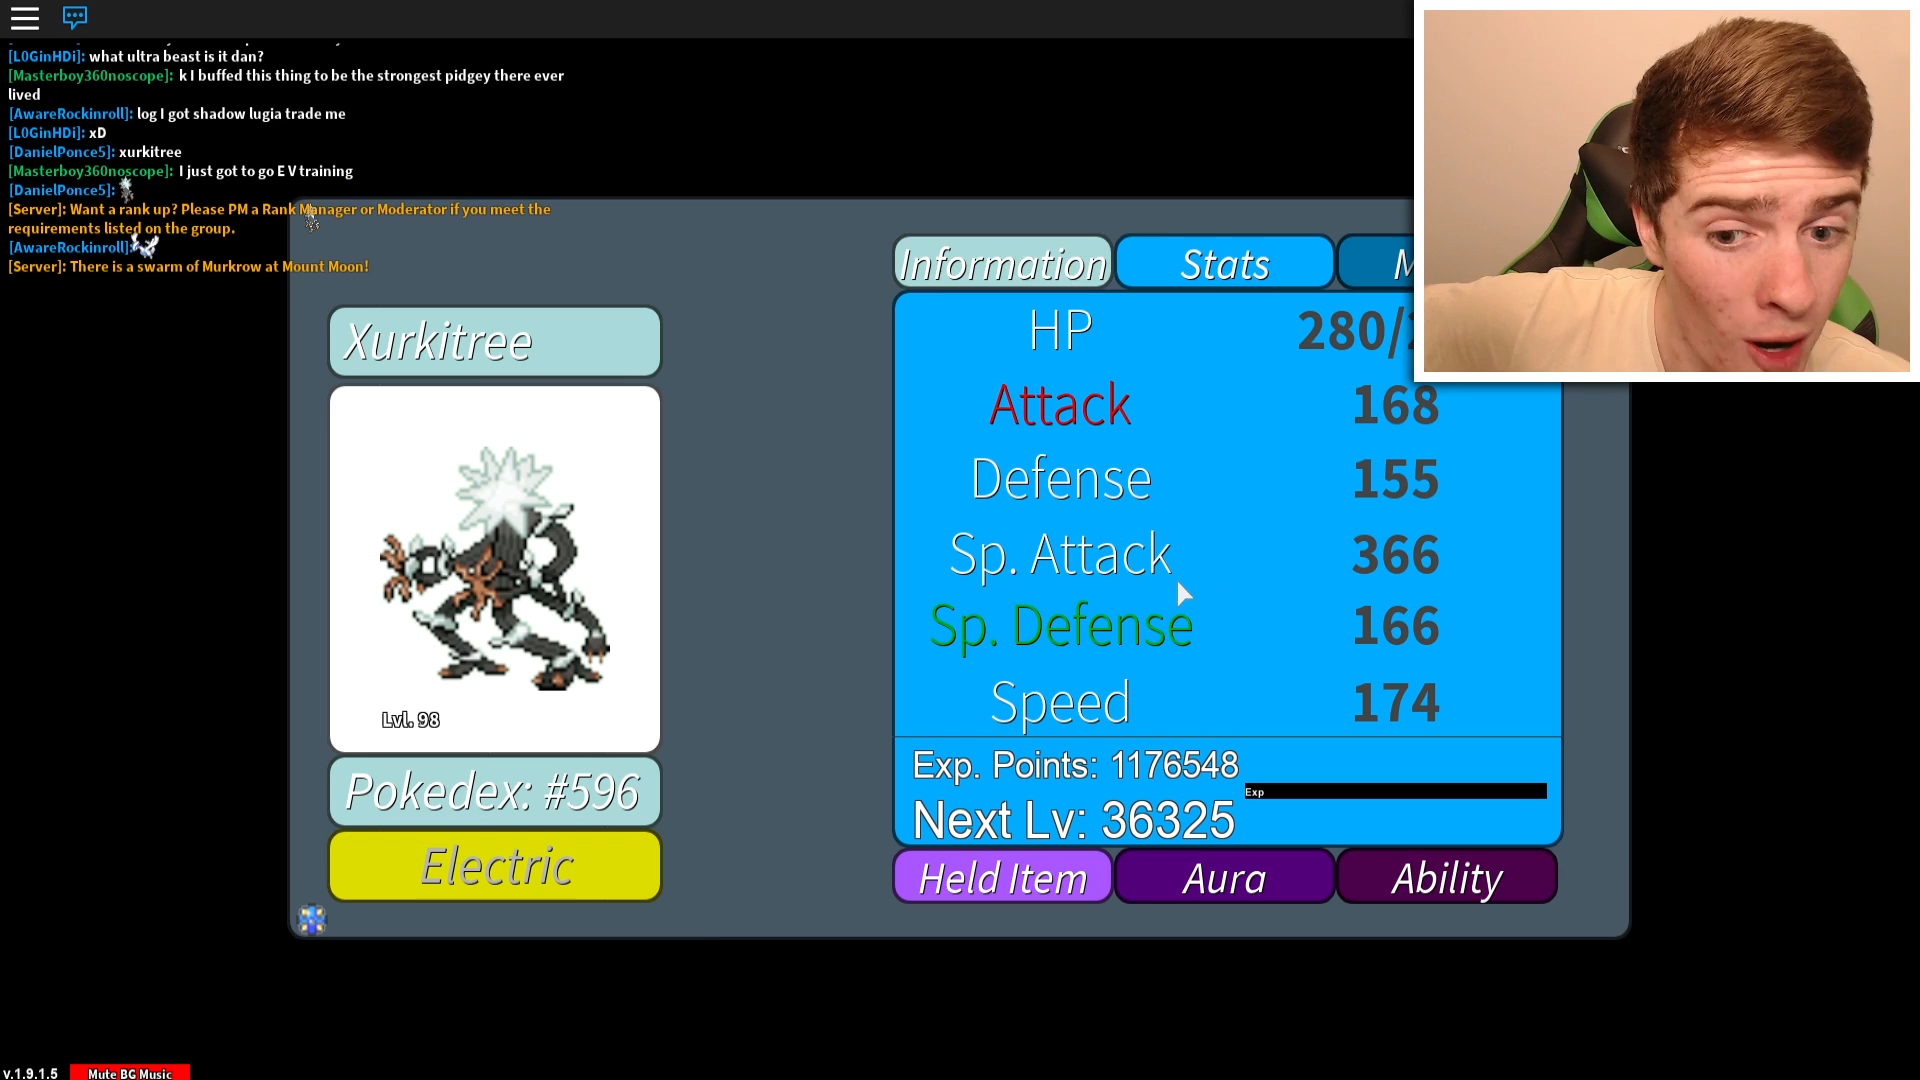 [L0GinHDi]: what ultra beast is it dan?
[Masterboy360noscope]: k I buffed this thing to be the strongest pidgey there ever
lived
[AwareRockinroll]: log I got shadow lugia trade me
[L0GinHDi]: xD
[DanielPonce5]: xurkitree
[Masterboy360noscope]: I just got to go E V training
[DanielPonce5]:
[Server]: Want a rank up? Please PM a Rank Manager or Moderator if you meet the
requirements listed on the group.
[AwareRockinroll]:
[Server]: There is a swarm of Murkrow at Mount Moon!
Xurkitree
Lvl. 98
Pokedex: #596
Electric
Information Stats
HP 280/
Attack 168
Defense 155
Sp. Attack 366
Sp. Defense 166
Speed 174
Exp. Points: 1176548
Exp
Next Lv: 36325
Held Item Aura Ability
v.1.9.1.5 Mute BG Music